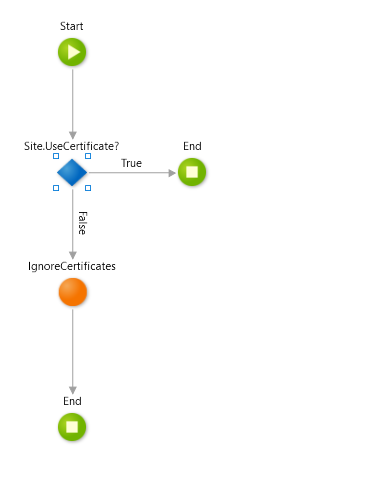 Start
Site.UseCertificate?
True
End
False
IgnoreCertificates
End